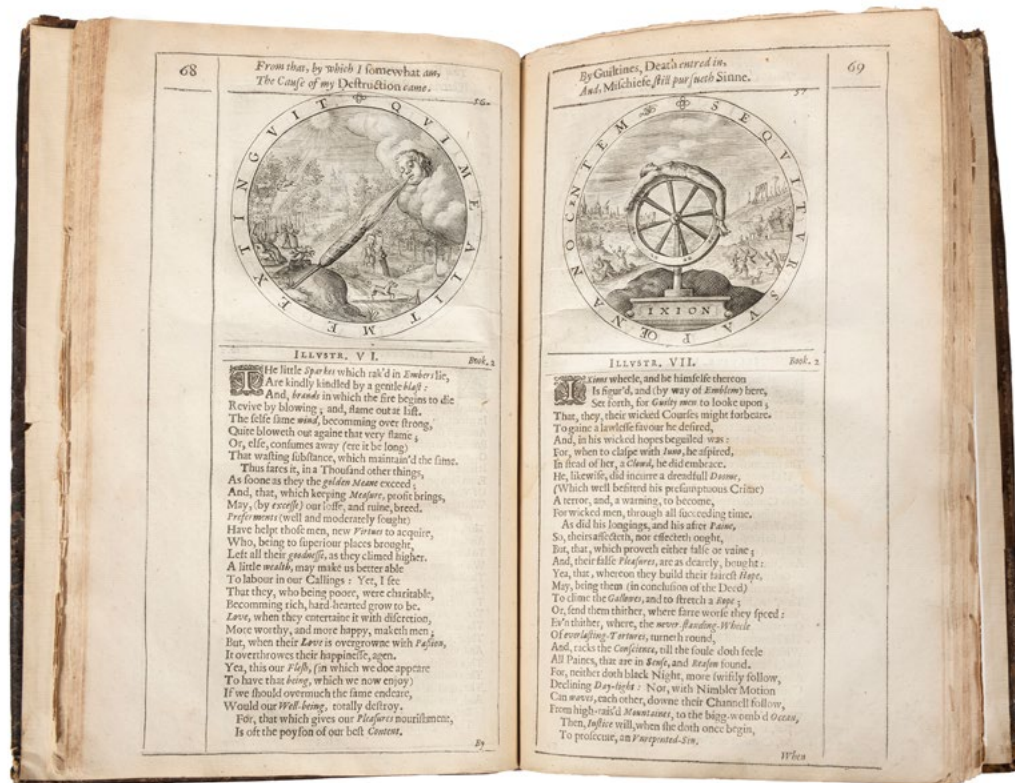 68
From that, by which I somewhat am,
The Cause of my Destruction came.
56.
QVI ME ALIT ME EXTINGVIT
ILLVSTR. VI.
Book. 2
THe little Sparkes which rak'd in Embers lie,
Are kindly kindled by a gentle blast:
And, brands in which the fire begins to die
Revive by blowing; and, flame out at last.
The selfe same wind, becomming over strong,
Quite bloweth out againe that very flame;
Or, else, consumes away (ere it be long)
That wasting substance, which maintain'd the same.
Thus fares it, in a Thousand other things,
As soone as they the golden Meane exceed;
And, that, which keeping Measure, profit brings,
May, (by excesse) our losse, and ruine, breed.
Preferments (well and moderately sought)
Have helpt those men, new Virtues to acquire,
Who, being to superiour places brought,
Left all their goodnesse, as they climed higher.
A little wealth, may make us better able
To labour in our Callings: Yet, I see
That they, who being poore, were charitable,
Becomming rich, hard-hearted grow to be.
Love, when they entertaine it with discretion,
More worthy, and more happy, maketh men;
But, when their Love is overgrowne with Passion,
It overthrowes their happinesse, agen.
Yea, this our Flesh, (in which we doe appeare
To have that being, which we now enjoy)
If we should overmuch the same endeare,
Would our Well-being, totally destroy.
For, that which gives our Pleasures nourishment,
Is oft the poyson of our best Content.
By
69
By Guiltines, Death entred in,
And, Mischiefe still pursueth Sinne.
57
SEQVITVR SVA POENA NOCENTEM
IXION
ILLVSTR. VII.
Book. 2
IXions wheele, and he himselfe thereon
Is figur'd, and (by way of Emblem) here,
Set forth, for Guilty men to looke upon;
That, they, their wicked Courses might forbeare.
To gaine a lawlesse favour he desired,
And, in his wicked hopes beguiled was:
For, when to claspe with Iuno, he aspired,
In stead of her, a Clowd, he did embrace.
He, likewise, did incurre a dreadfull Doome,
(Which well befitted his presumptuous Crime)
A terror, and, a warning, to become,
For wicked men, through all succeeding time.
As did his longings, and his after Paine,
So, theirs affecteth, nor effecteth ought,
But, that, which proveth either false or vaine;
And, their false Pleasures, are as dearely, bought:
Yea, that, whereon they build their fairest Hope,
May, bring them (in conclusion of the Deed)
To clime the Gallowes, and to stretch a Rope;
Or, send them thither, where farre worse they speed:
Ev'n thither, where, the never-standing-Wheele
Of everlasting-Tortures, turneth round,
And, racks the Conscience, till the soule doth feele
All Paines, that are in Sense, and Reason found.
For, neither doth black Night, more swiftly follow,
Declining Day-light: Nor, with Nimbler Motion
Can waves, each other, downe their Channell follow,
From high-rais'd Mountaines, to the bigg-womb'd Ocean,
Then, Iustice will, when she doth once begin,
To prosecute, an Vnrepented-Sin.
When